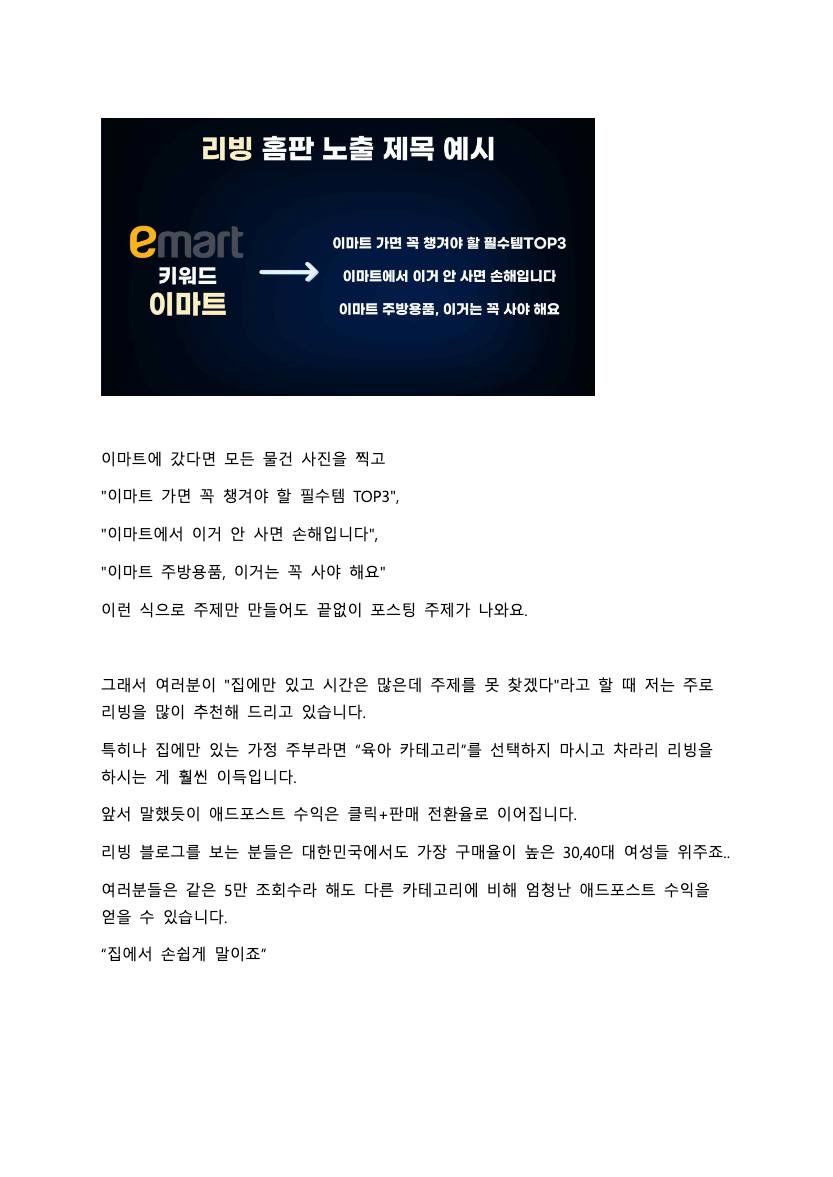 리빙 홈판 노출 제목 예시
emart
키워드
이마트
이마트 가면 꼭 챙겨야 할 필수템TOP3
이마트에서 이거 안 사면 손해입니다
이마트 주방용품, 이거는 꼭 사야 해요
이마트에 갔다면 모든 물건 사진을 찍고
"이마트 가면 꼭 챙겨야 할 필수템 TOP3",
"이마트에서 이거 안 사면 손해입니다",
"이마트 주방용품, 이거는 꼭 사야 해요"
이런 식으로 주제만 만들어도 끝없이 포스팅 주제가 나와요.
그래서 여러분이 "집에만 있고 시간은 많은데 주제를 못 찾겠다"라고 할 때 저는 주로
리빙을 많이 추천해 드리고 있습니다.
특히나 집에만 있는 가정 주부라면 “육아 카테고리”를 선택하지 마시고 차라리 리빙을
하시는 게 훨씬 이득입니다.
앞서 말했듯이 애드포스트 수익은 클릭+판매 전환율로 이어집니다.
리빙 블로그를 보는 분들은 대한민국에서도 가장 구매율이 높은 30,40대 여성들 위주죠..
여러분들은 같은 5만 조회수라 해도 다른 카테고리에 비해 엄청난 애드포스트 수익을
얻을 수 있습니다.
“집에서 손쉽게 말이죠“